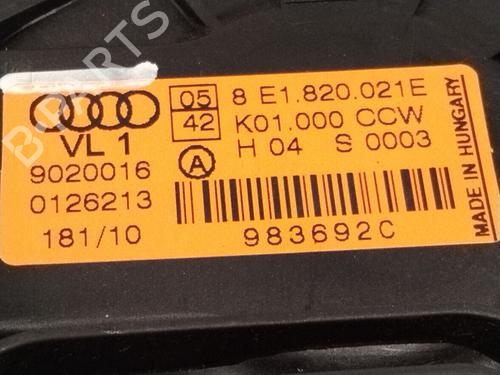 B-PARTS
05 8 E1.820.021E
42 K01.000 CCW
VL 1 A H 04 S 0003
9020016
0126213
181/10 983692C
MADE IN HUNGARY